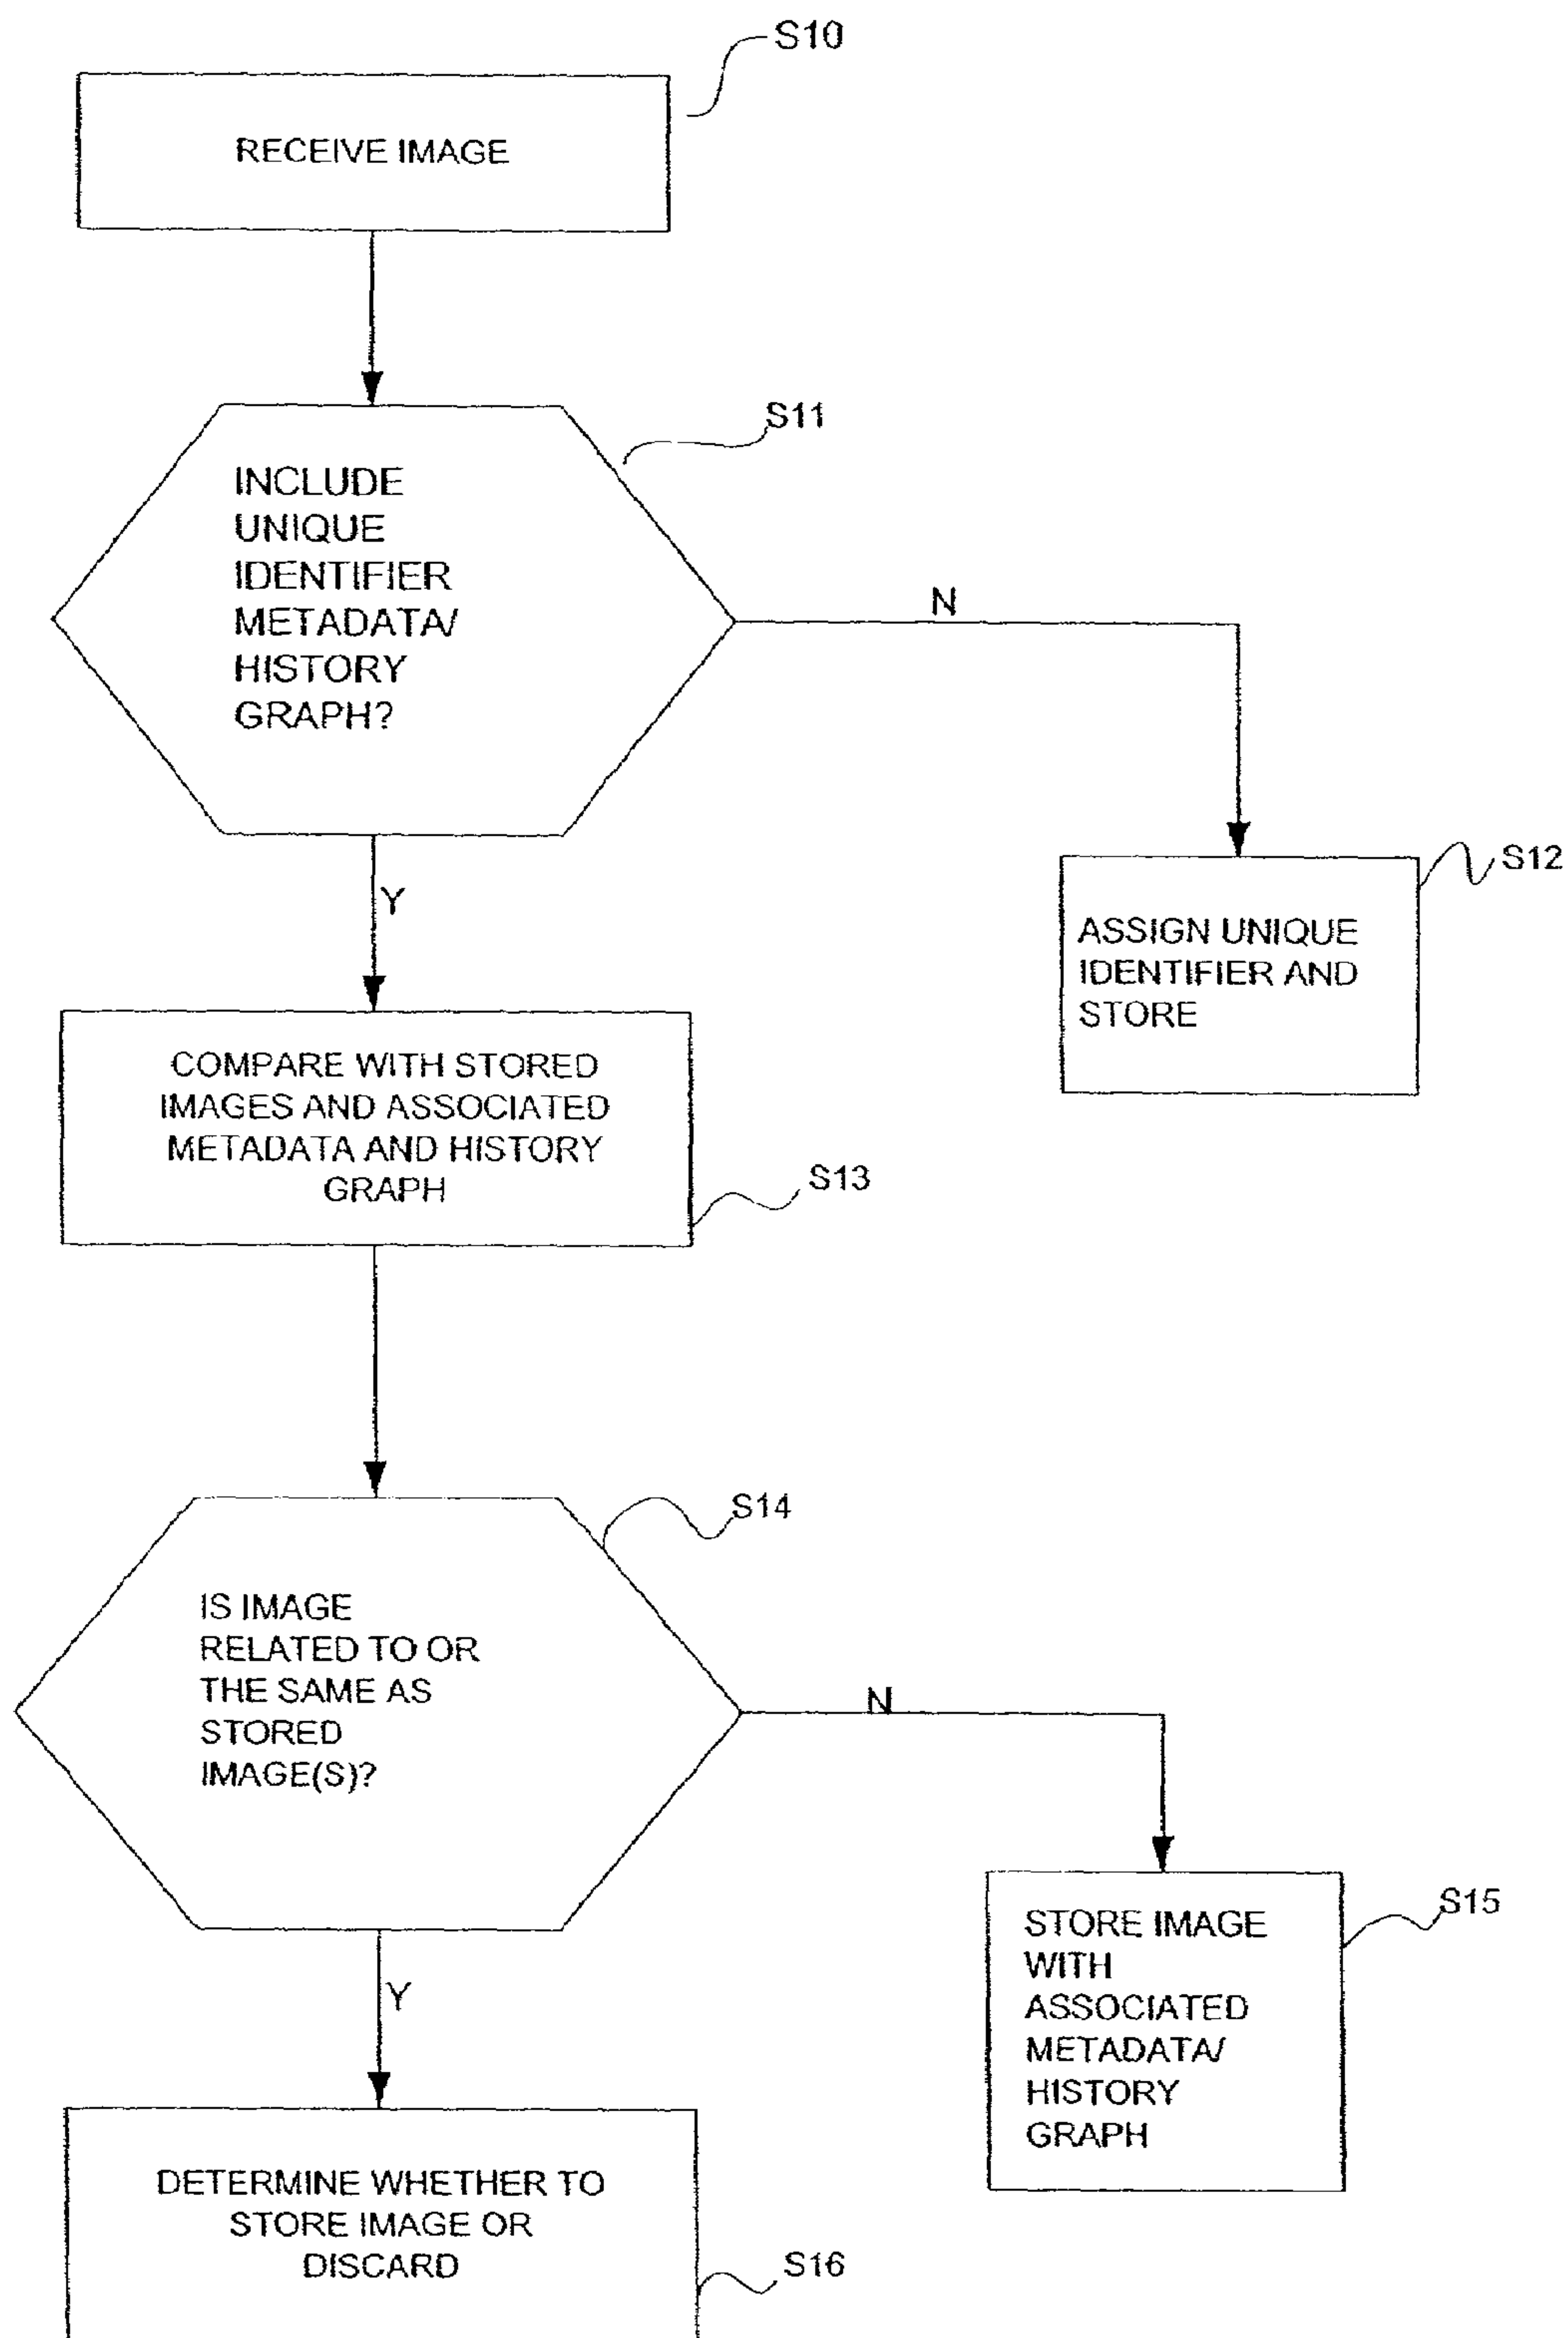 S10
RECEIVE IMAGE
S11
INCLUDE
UNIQUE
IDENTIFIER
METADATA/
HISTORY
GRAPH?
N
Y
S12
ASSIGN UNIQUE
IDENTIFIER AND
STORE
COMPARE WITH STORED
IMAGES AND ASSOCIATED
METADATA AND HISTORY
GRAPH
S13
S14
IS IMAGE
RELATED TO OR
THE SAME AS
STORED
IMAGE(S)?
N
Y
S15
STORE IMAGE
WITH
ASSOCIATED
METADATA/
HISTORY
GRAPH
DETERMINE WHETHER TO
STORE IMAGE OR
DISCARD
S16